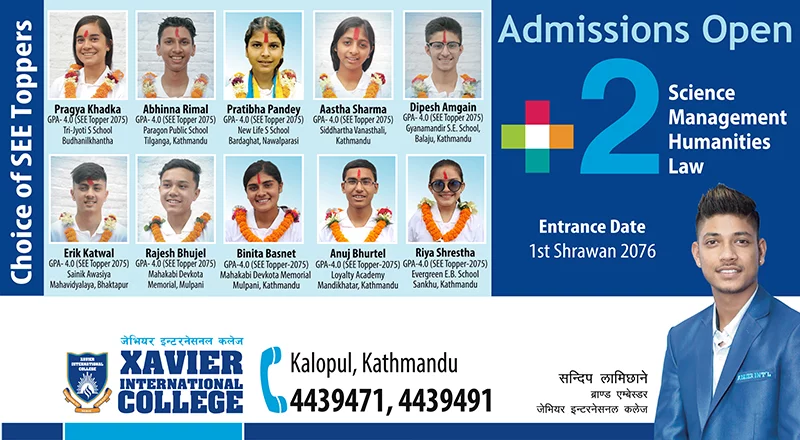 Choice of SEE Toppers
Pragya Khadka
GPA- 4.0 (SEE Topper 2075)
Tri-Jyoti S School
Budhanilkhantha
Abhinna Rimal
GPA- 4.0 (SEE Topper 2075)
Paragon Public School
Tilganga, Kathmandu
Pratibha Pandey
GPA- 4.0 (SEE Topper 2075)
New Life S School
Bardaghat, Nawalparasi
Aastha Sharma
GPA- 4.0 (SEE Topper 2075)
Siddhartha Vanasthali,
Kathmandu
Dipesh Amgain
GPA- 4.0 (SEE Topper 2075)
Gyanamandir S.E. School,
Balaju, Kathmandu
Erik Katwal
GPA- 4.0 (SEE Topper 2075)
Sainik Awasiya
Mahavidyalaya, Bhaktapur
Rajesh Bhujel
GPA- 4.0 (SEE Topper 2075)
Mahakabi Devkota
Memorial, Mulpani
Binita Basnet
GPA-4.0 (SEE Topper-2075)
Mahakabi Devkota Memorial
Mulpani, Kathmandu
Anuj Bhurtel
GPA-4.0 (SEE Topper-2075)
Loyalty Academy
Mandikhatar, Kathmandu
Riya Shrestha
GPA-4.0 (SEE Topper-2075)
Evergreen E.B. School
Sankhu, Kathmandu
Admissions Open
+2
Science
Management
Humanities
Law
Entrance Date
1st Shrawan 2076
XAVIER
INTERNATIONAL
COLLEGE
जेभियर इन्टरनेसनल कलेज
XAVIER
INTERNATIONAL
COLLEGE
Kalopul, Kathmandu
4439471, 4439491
सन्दिप लामिछाने
ब्राण्ड एम्बेस्डर
जेभियर इन्टरनेसनल कलेज
XAVIER INT'L